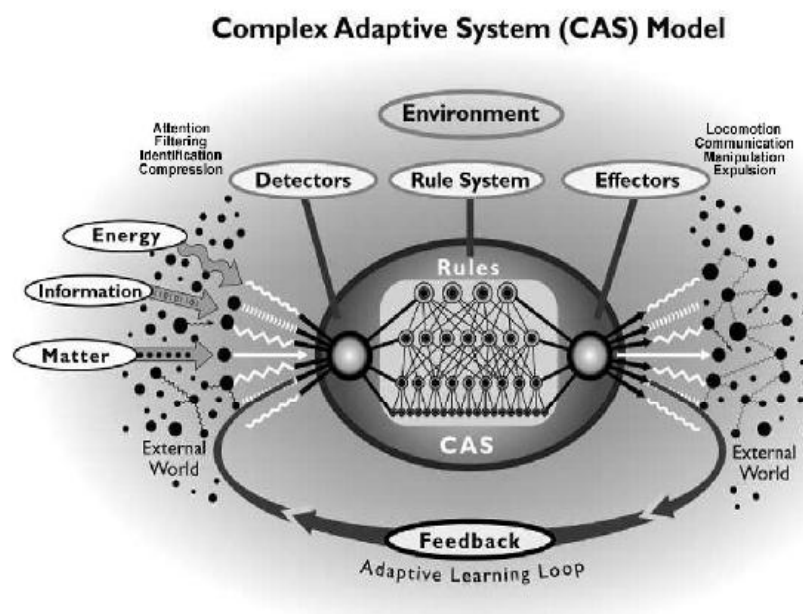 Complex Adaptive System (CAS) Model
Environment
Attention
Filtering
Identification
Compression
Locomotion
Communication
Manipulation
Expulsion
Detectors
Rule System
Effectors
Energy
Information
Matter
Rules
CAS
External
World
External
World
Feedback
Adaptive Learning Loop